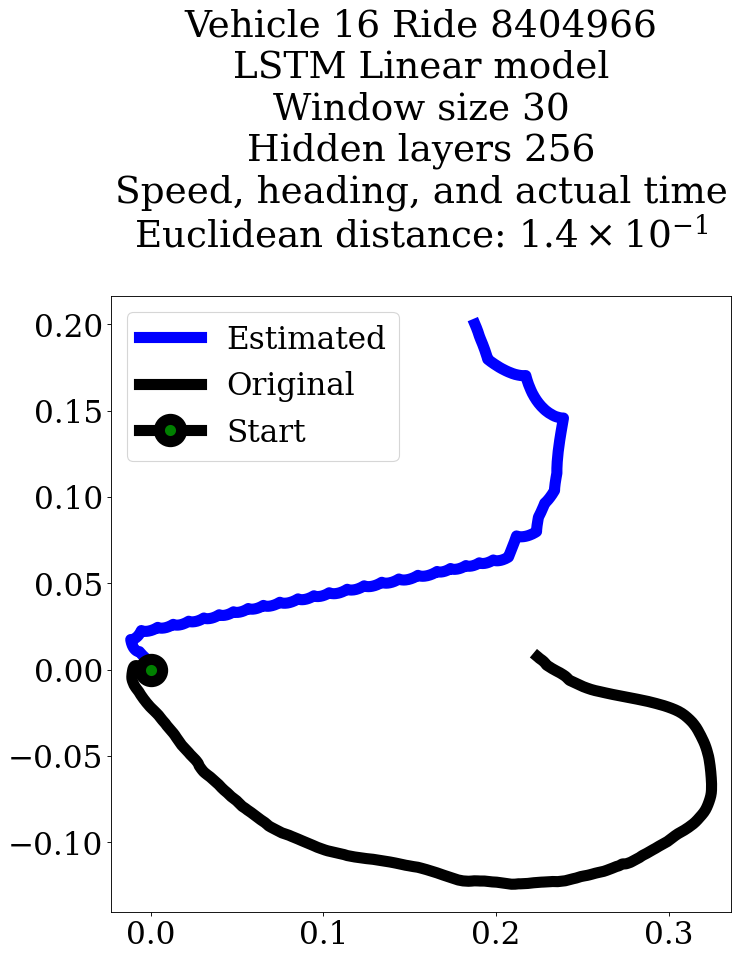 Vehicle 16 Ride 8404966
LSTM Linear model
Window size 30
Hidden layers 256
Speed, heading, and actual time
Euclidean distance: 1.4 × 10⁻¹
Estimated
Original
Start
0.20
0.15
0.10
0.05
0.00
−0.05
−0.10
0.0 0.1 0.2 0.3